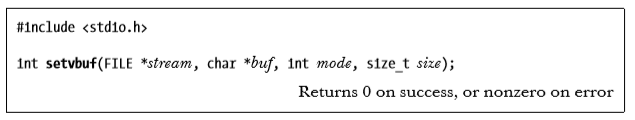 #include <stdio.h>
int setvbuf(FILE *stream, char *buf, int mode, size_t size);
Returns 0 on success, or nonzero on error